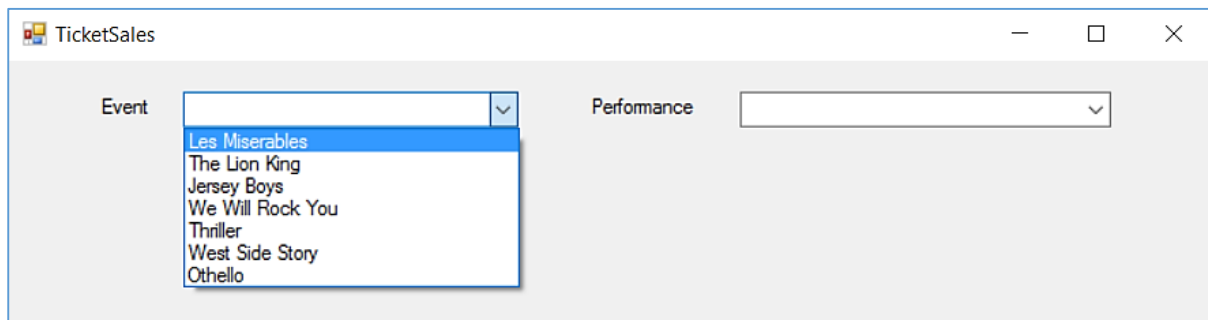 TicketSales
Event Performance
Les Miserables
The Lion King
Jersey Boys
We Will Rock You
Thriller
West Side Story
Othello